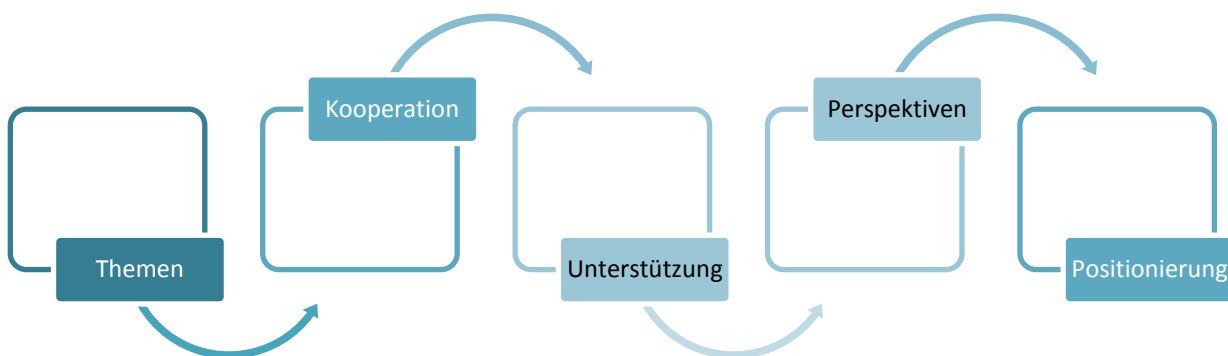 Themen
Kooperation
Unterstützung
Perspektiven
Positionierung